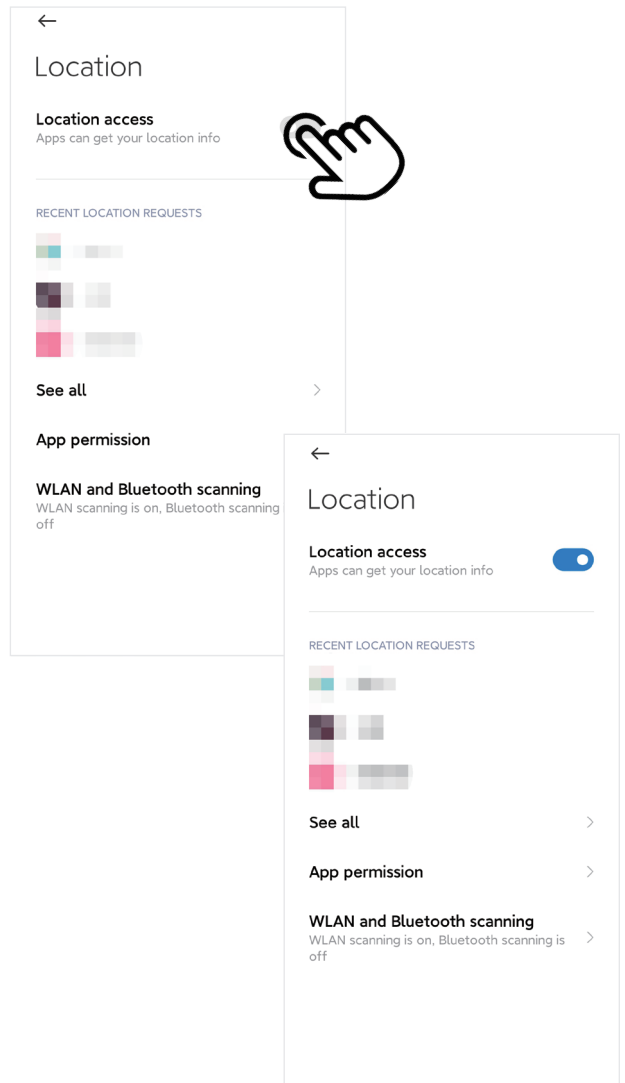 Location
Location access
Apps can get your location info
RECENT LOCATION REQUESTS
See all
App permission
WLAN and Bluetooth scanning
WLAN scanning is on, Bluetooth scanning
off
Location
Location access
Apps can get your location info
RECENT LOCATION REQUESTS
See all
App permission
WLAN and Bluetooth scanning
WLAN scanning is on, Bluetooth scanning is
off